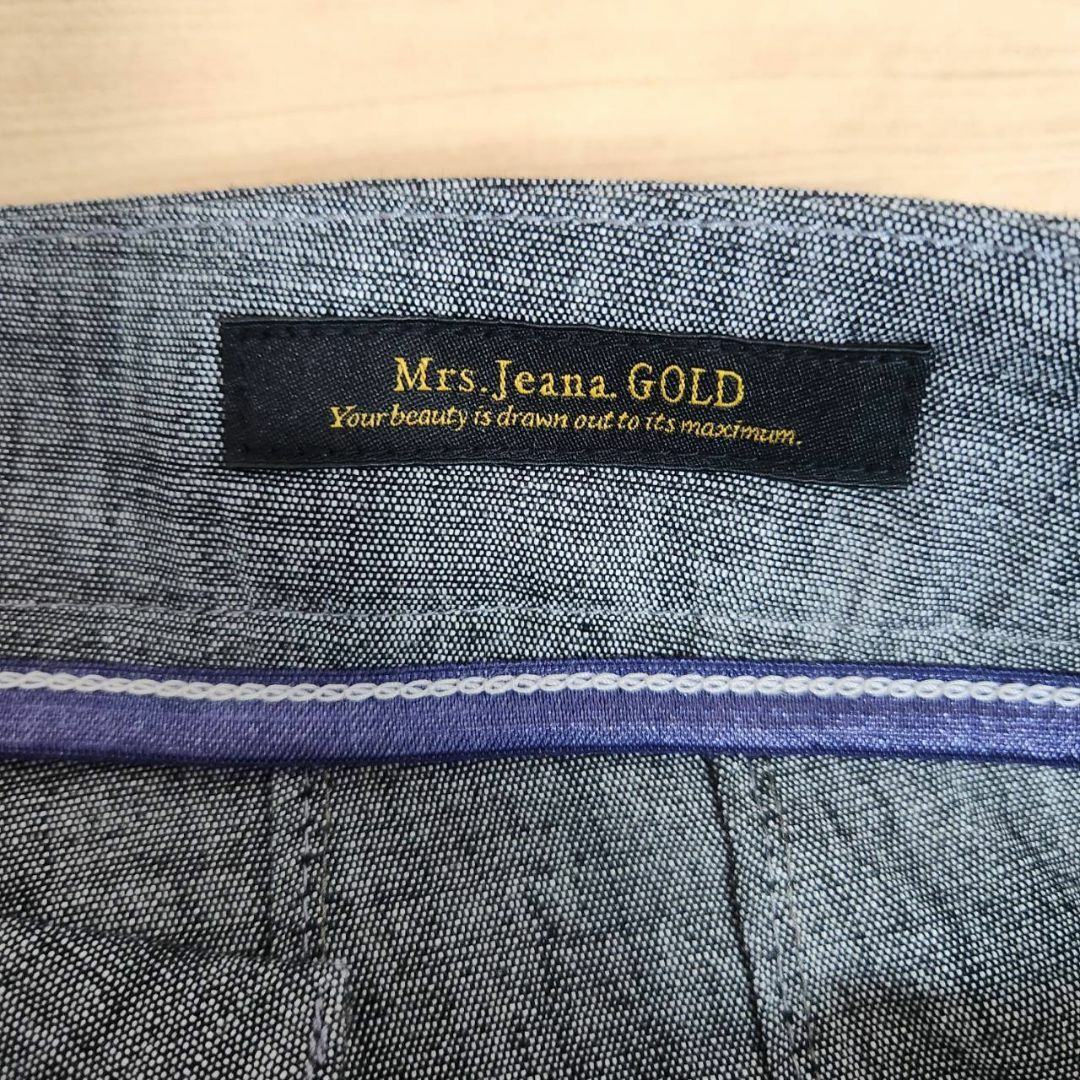 Mrs.Jeana.GOLD
Your beauty is drawn out to its maximum.